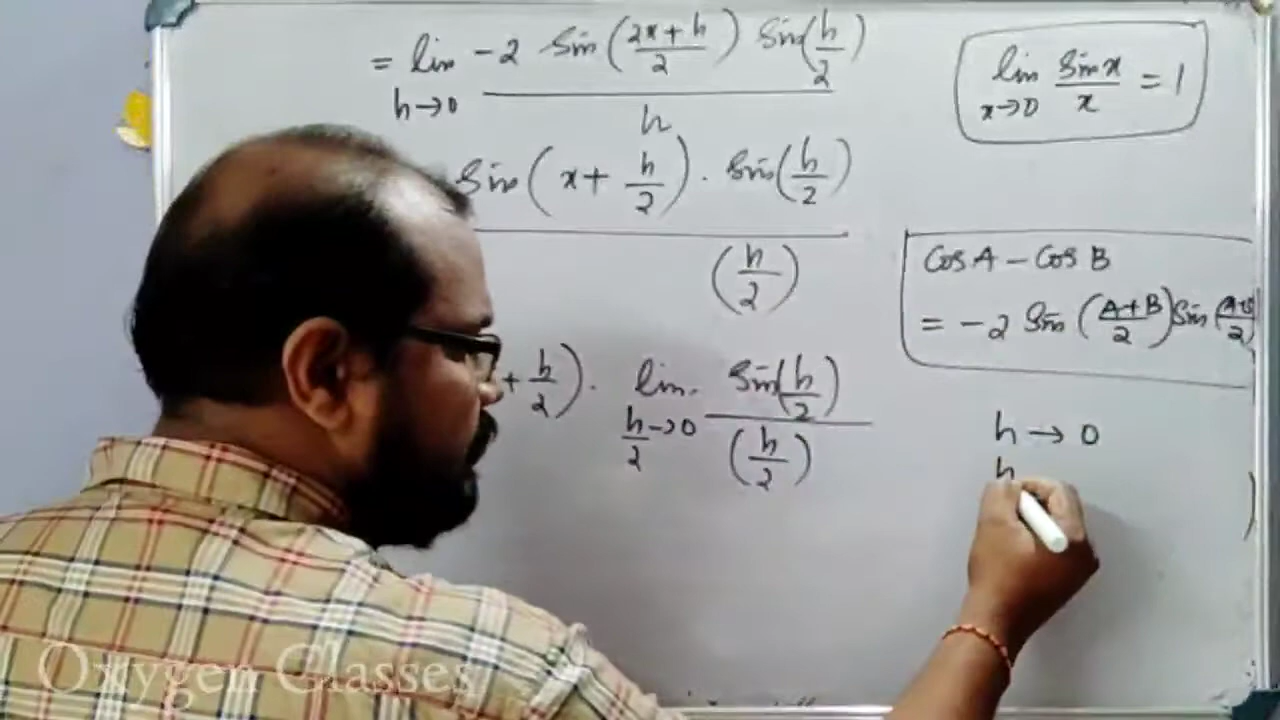 = lim -2 Sin (2x+h/2) Sin(h/2)
h→0
h
Sin (x + h/2) . Sin(h/2)
(h/2)
+ h/2) . lim Sin(h/2)
h/2 →0
(h/2)
lim Sin x/x = 1
x→0
Cos A - Cos B
= -2 Sin (A+B/2) Sin
h → 0
h
Oxygen Classes